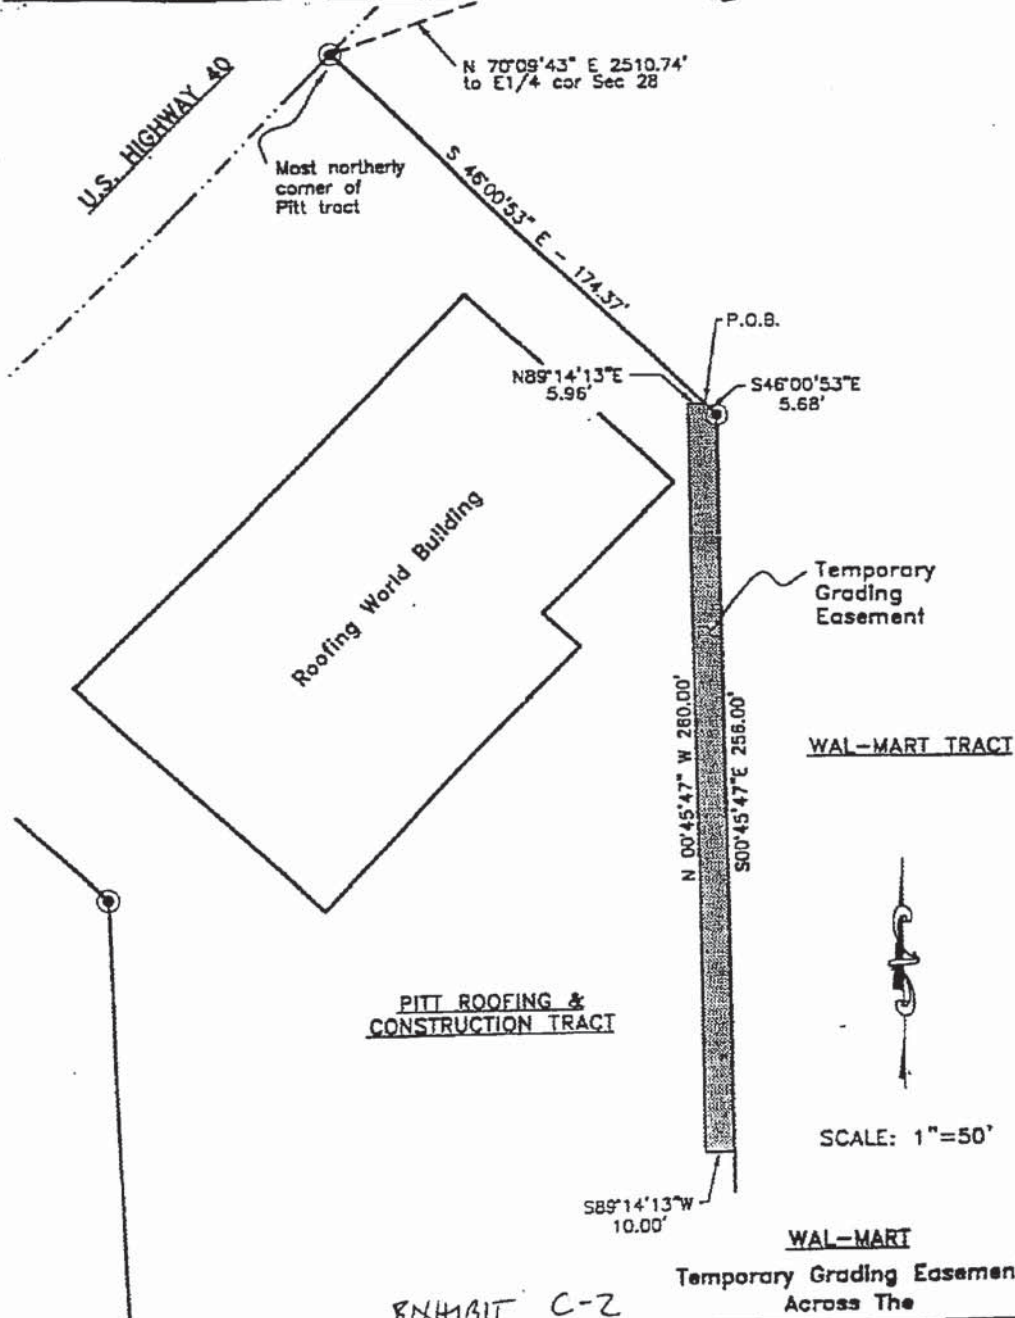 N 70°09'43" E 2510.74'
to E1/4 cor Sec 28
U.S. HIGHWAY 40
Most northerly
corner of
Pitt tract
S 46°00'53" E - 174.37'
P.O.B.
N89°14'13"E
5.96'
S46°00'53"E
5.68'
Roofing World Building
Temporary
Grading
Easement
N 00°45'47" W 260.00'
S00°45'47"E 256.00'
WAL-MART TRACT
PITT ROOFING &
CONSTRUCTION TRACT
SCALE: 1"=50'
S89°14'13"W
10.00'
WAL-MART
Temporary Grading Easemen
Across The
EXHIBIT C-2